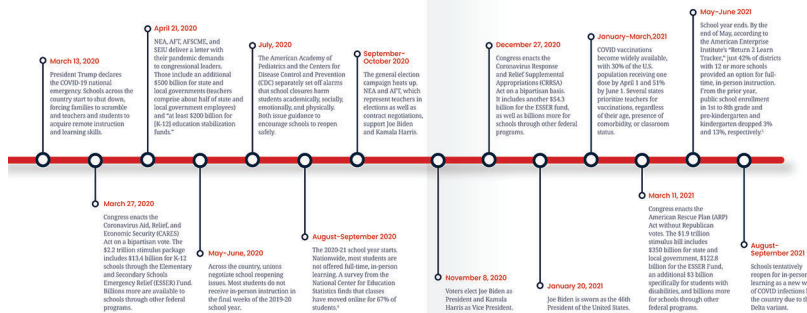 March 13, 2020
President Trump declares
the COVID-19 national
emergency. Schools across the
country start to shut down,
forcing families to scramble
and teachers and students to
acquire remote instruction
and learning skills.
March 27, 2020
Congress enacts the
Coronavirus Aid, Relief, and
Economic Security (CARES)
Act on a bipartisan vote. The
$2.2 trillion stimulus package
includes $13.4 billion for K-12
schools through the Elementary
and Secondary Schools
Emergency Relief (ESSER) Fund.
Billions more are available to
schools through other federal
programs.
April 21, 2020
NEA, AFT, AFSCME, and
SEIU deliver a letter with
their pandemic demands
to congressional leaders.
Those include an additional
$500 billion for state and
local governments (teachers
comprise about half of state and
local government employees)
and "at least $200 billion for
[K-12] education stabilization
funds."
May-June, 2020
Across the country, unions
negotiate school reopening
issues. Most students do not
receive in-person instruction in
the final weeks of the 2019-20
school year.
July, 2020
The American Academy of
Pediatrics and the Centers for
Disease Control and Prevention
(CDC) separately set off alarms
that school closures harm
students academically, socially,
emotionally, and physically.
Both issue guidance to
encourage schools to reopen
safely.
August-September 2020
The 2020-21 school year starts.
Nationwide, most students are
not offered full-time, in-person
learning. A survey from the
National Center for Education
Statistics finds that classes
have moved online for 67% of
students.
September-
October 2020
The general election
campaign heats up.
NEA and AFT, which
represent teachers in
elections as well as
contract negotiations,
support Joe Biden
and Kamala Harris.
November 8, 2020
Voters elect Joe Biden as
President and Kamala
Harris as Vice President.
December 27, 2020
Congress enacts the
Coronavirus Response
and Relief Supplemental
Appropriations (CRRSA)
Act on a bipartisan basis.
It includes another $54.3
billion for the ESSER fund,
as well as billions more for
schools through other federal
programs.
January 20, 2021
Joe Biden is sworn as the 46th
President of the United States.
January-March,2021
COVID vaccinations
become widely available,
with 30% of the U.S.
population receiving one
dose by April 1 and 51%
by June 1. Several states
prioritize teachers for
vaccinations, regardless
of their age, presence of
comorbidity, or classroom
status.
March 11, 2021
Congress enacts the
American Rescue Plan (ARP)
Act without Republican
votes. The $1.9 trillion
stimulus bill includes
$350 billion for state and
local government, $122.8
billion for the ESSER Fund,
an additional $3 billion
specifically for students with
disabilities, and billions more
for schools through other
federal programs.
May-June 2021
School year ends. By the
end of May, according to
the American Enterprise
Institute's "Return 2 Learn
Tracker," just 42% of districts
with 12 or more schools
provided an option for full-
time, in-person instruction.
From the prior year,
public school enrollment
in 1st to 8th grade and
pre-kindergarten and
kindergarten dropped 3%
and 13%, respectively.
August-
September 2021
Schools tentatively
reopen for in-person
learning as a new w
of COVID infections
the country due to th
Delta variant.